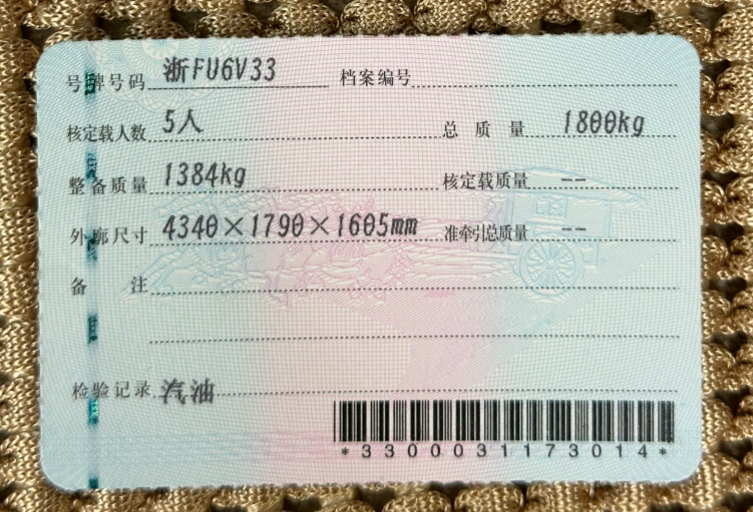 号牌号码 浙FU6V33 档案编号
核定载人数 5人 总质量 1800kg
整备质量 1384kg 核定载质量 --
外廓尺寸 4340×1790×1605mm 准牵引总质量 --
备注
检验记录 汽油
*3300031173014*